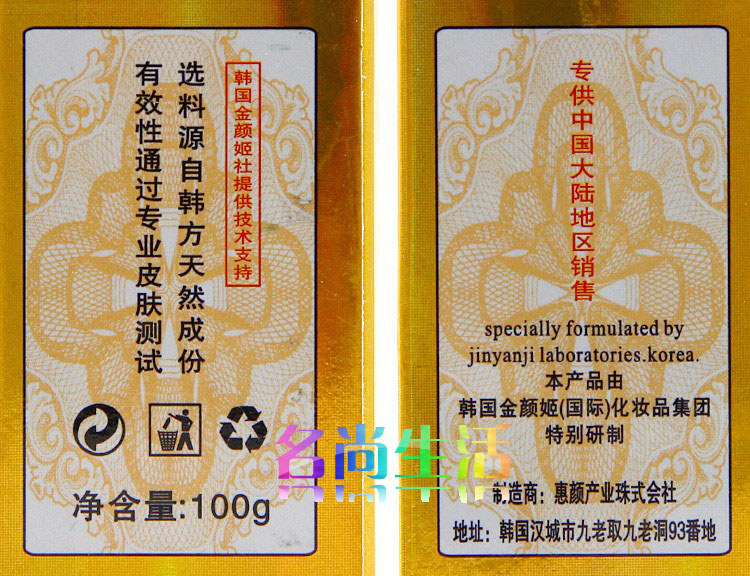 韩国金颜姬社提供技术支持
选料源自韩方天然成份
有效性通过专业皮肤测试
净含量:100g
专供中国大陆地区销售
specially formulated by
jinyanji laboratories.korea.
本产品由
韩国金颜姬(国际)化妆品集团
特别研制
制造商：惠颜产业珠式会社
地址：韩国汉城市九老取九老洞93番地
名尚生活